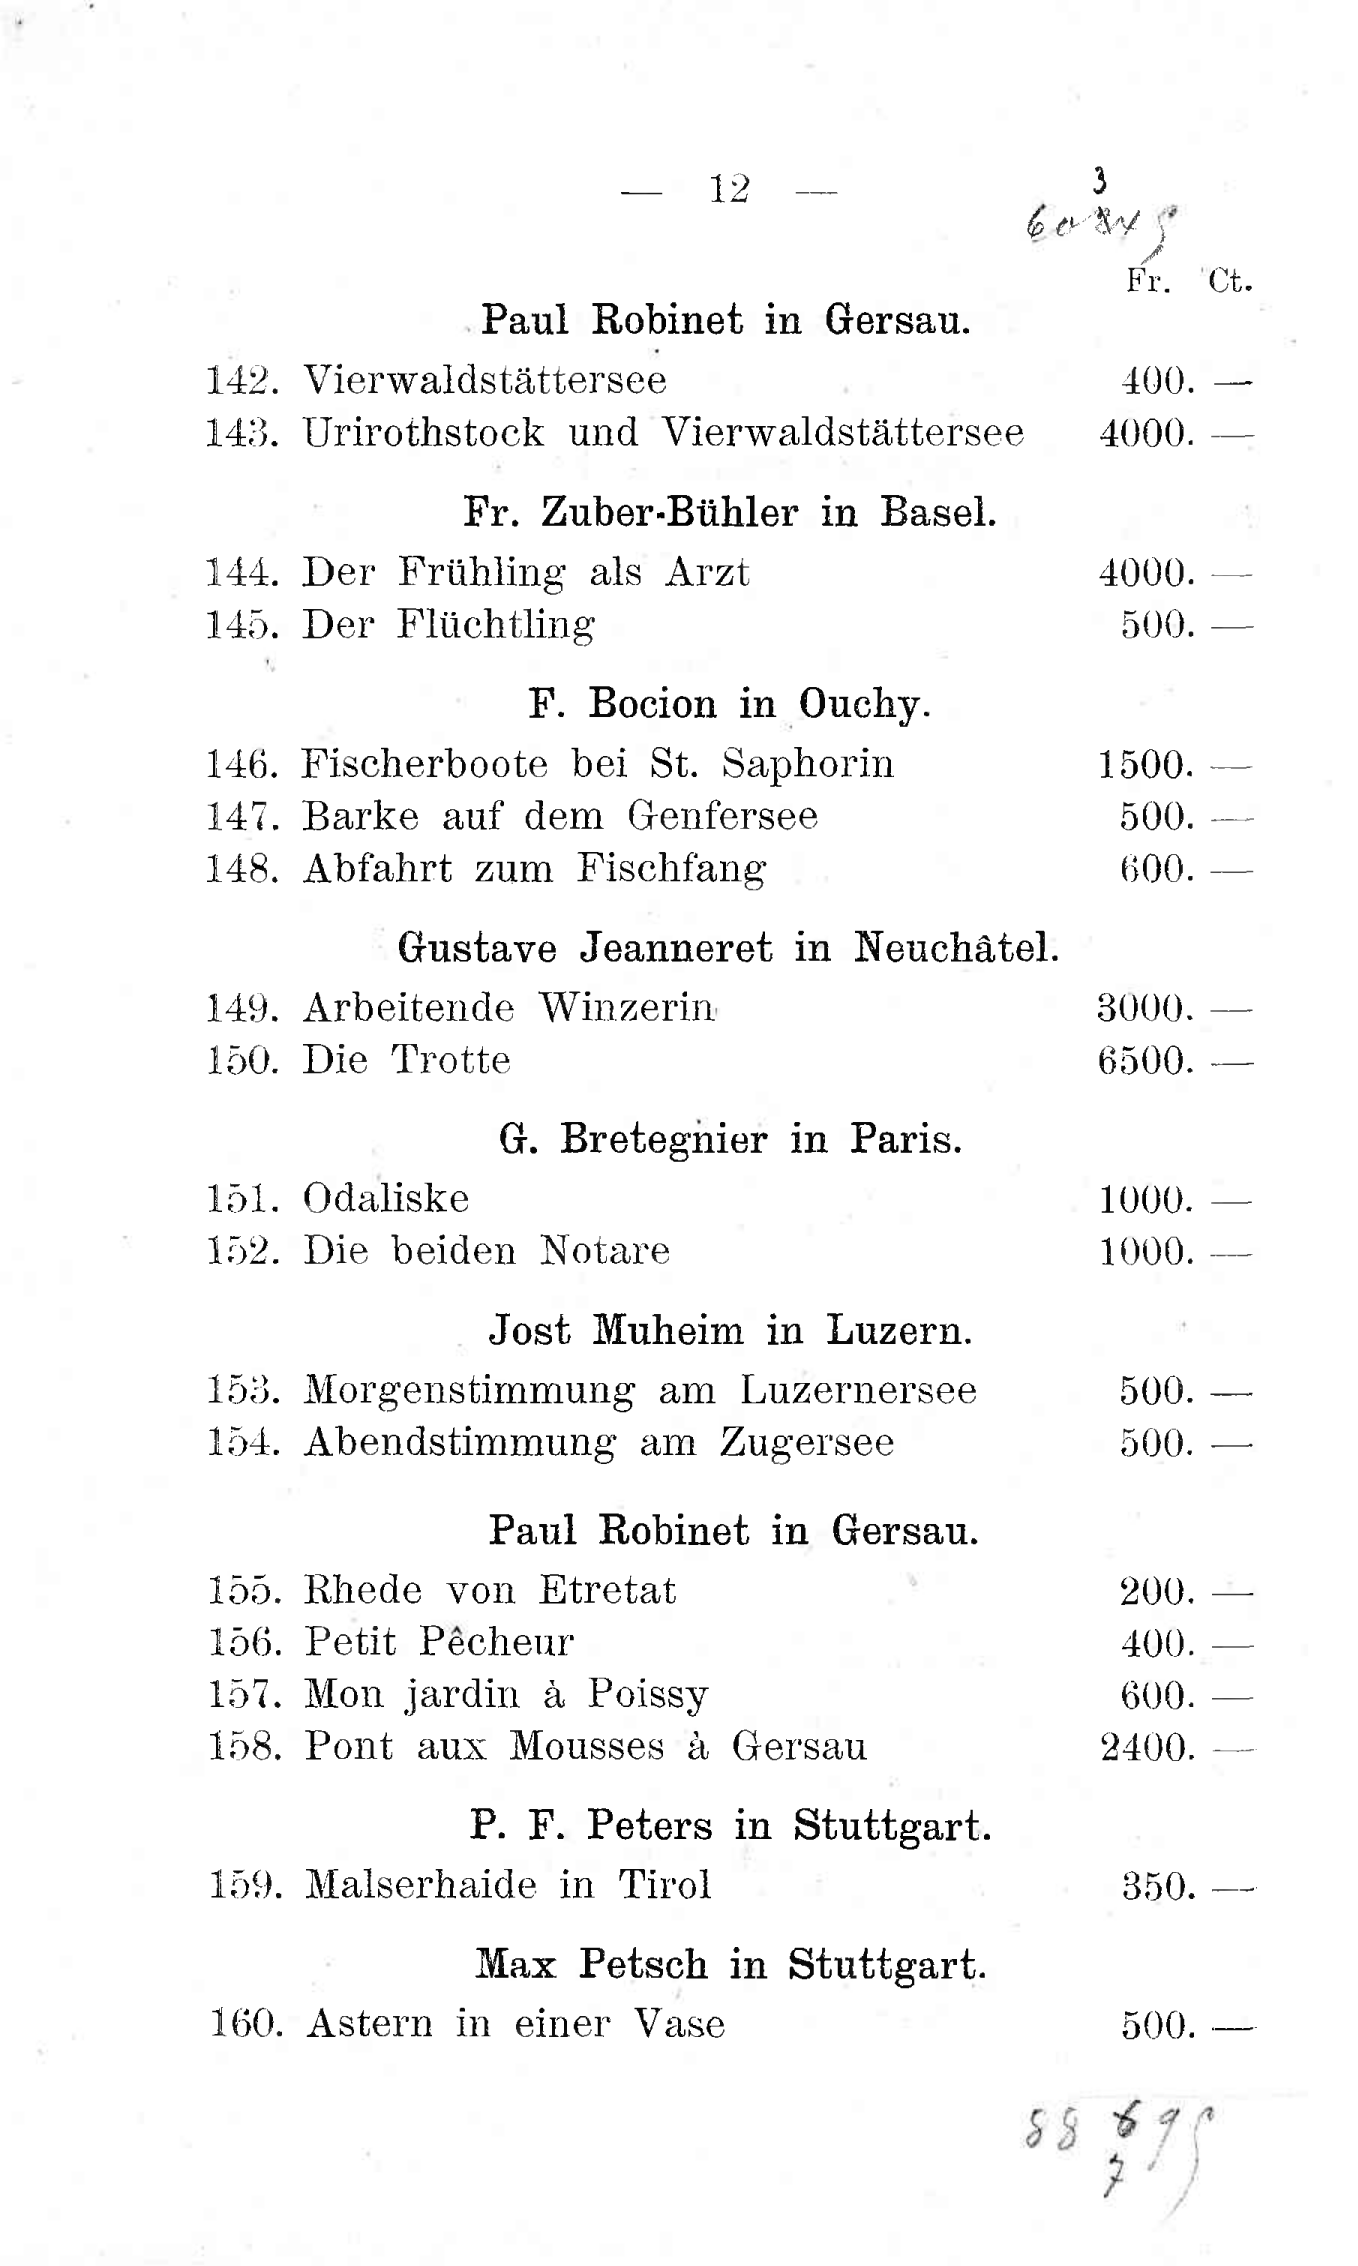 — 12 —
3
Fr. Ct.
Paul Robinet in Gersau.
142. Vierwaldstättersee 400. —
143. Urirothstock und Vierwaldstättersee 4000. —
Fr. Zuber-Bühler in Basel.
144. Der Frühling als Arzt 4000. —
145. Der Flüchtling 500. —
F. Bocion in Ouchy.
146. Fischerboote bei St. Saphorin 1500. —
147. Barke auf dem Genfersee 500. —
148. Abfahrt zum Fischfang 600. —
Gustave Jeanneret in Neuchâtel.
149. Arbeitende Winzerin 3000. —
150. Die Trotte 6500. —
G. Bretegnier in Paris.
151. Odaliske 1000. —
152. Die beiden Notare 1000. —
Jost Muheim in Luzern.
153. Morgenstimmung am Luzernersee 500. —
154. Abendstimmung am Zugersee 500. —
Paul Robinet in Gersau.
155. Rhede von Etretat 200. —
156. Petit Pêcheur 400. —
157. Mon jardin à Poissy 600. —
158. Pont aux Mousses à Gersau 2400. —
P. F. Peters in Stuttgart.
159. Malserhaide in Tirol 350. —
Max Petsch in Stuttgart.
160. Astern in einer Vase 500. —
88695
7